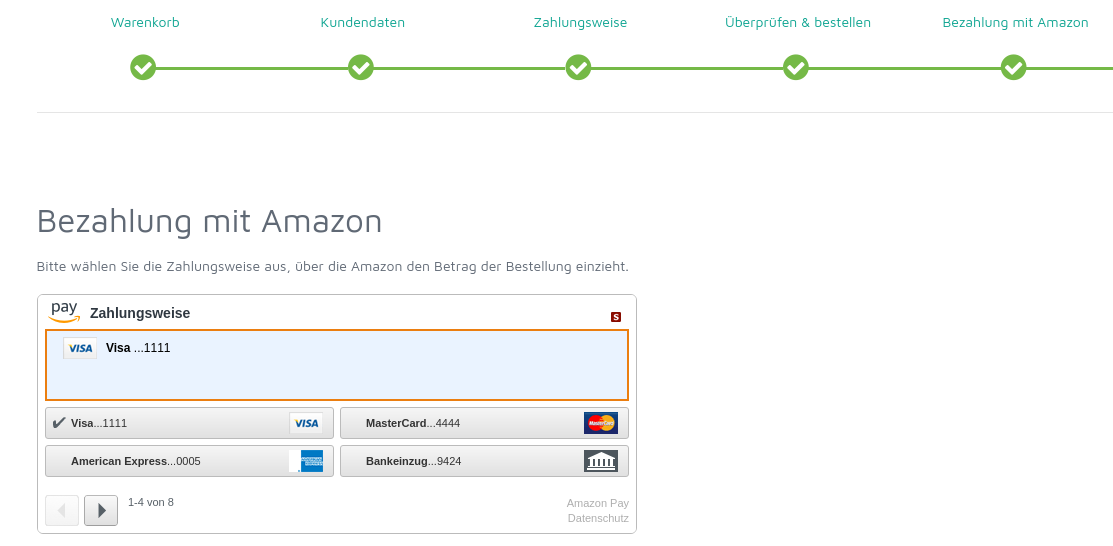 Warenkorb Kundendaten Zahlungsweise Überprüfen & bestellen Bezahlung mit Amazon
Bezahlung mit Amazon
Bitte wählen Sie die Zahlungsweise aus, über die Amazon den Betrag der Bestellung einzieht.
pay Zahlungsweise S
VISA Visa ...1111
Visa...1111 VISA
MasterCard...4444 MasterCard
American Express...0005
Bankeinzug...9424
1-4 von 8
Amazon Pay
Datenschutz